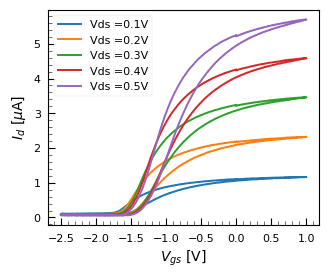 Vds =0.1V
Vds =0.2V
Vds =0.3V
Vds =0.4V
Vds =0.5V
I_d [μA]
5
4
3
2
1
0
−2.5 −2.0 −1.5 −1.0 −0.5 0.0 0.5 1.0
V_gs [V]